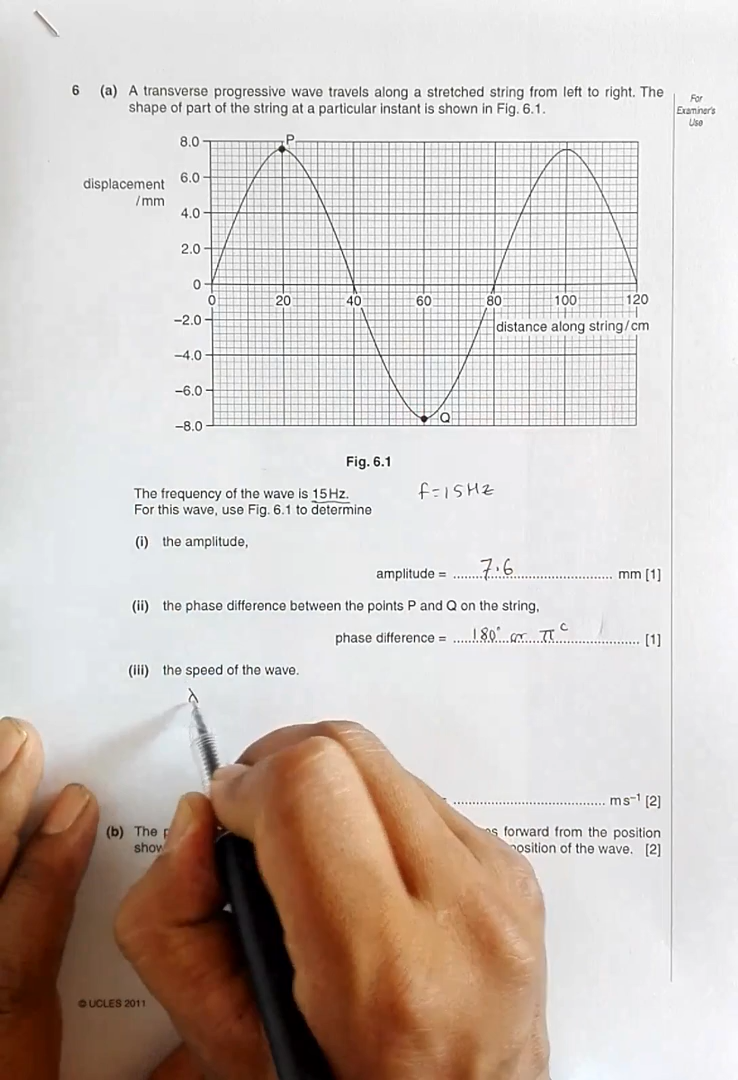 6 (a) A transverse progressive wave travels along a stretched string from left to right. The
shape of part of the string at a particular instant is shown in Fig. 6.1.
For
Examiner's
Use
8.0
P
6.0
displacement
/mm
4.0
2.0
0
0 20 40 60 80 100 120
-2.0
distance along string/cm
-4.0
-6.0
Q
-8.0
Fig. 6.1
The frequency of the wave is 15 Hz.
f=15Hz
For this wave, use Fig. 6.1 to determine
(i) the amplitude,
amplitude = ........7.6........................ mm [1]
(ii) the phase difference between the points P and Q on the string,
phase difference = .....180° or πᶜ.................. [1]
(iii) the speed of the wave.
λ
................................... m s⁻¹ [2]
(b) The forward from the position
position of the wave. [2]
© UCLES 2011